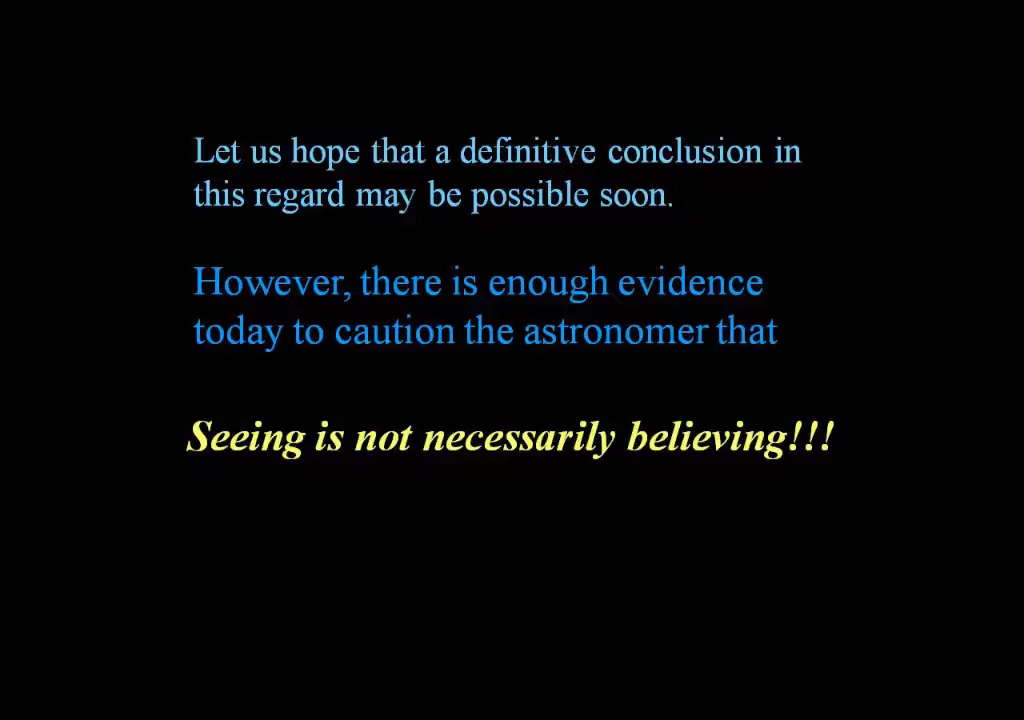 Let us hope that a definitive conclusion in
this regard may be possible soon.
However, there is enough evidence
today to caution the astronomer that
Seeing is not necessarily believing!!!